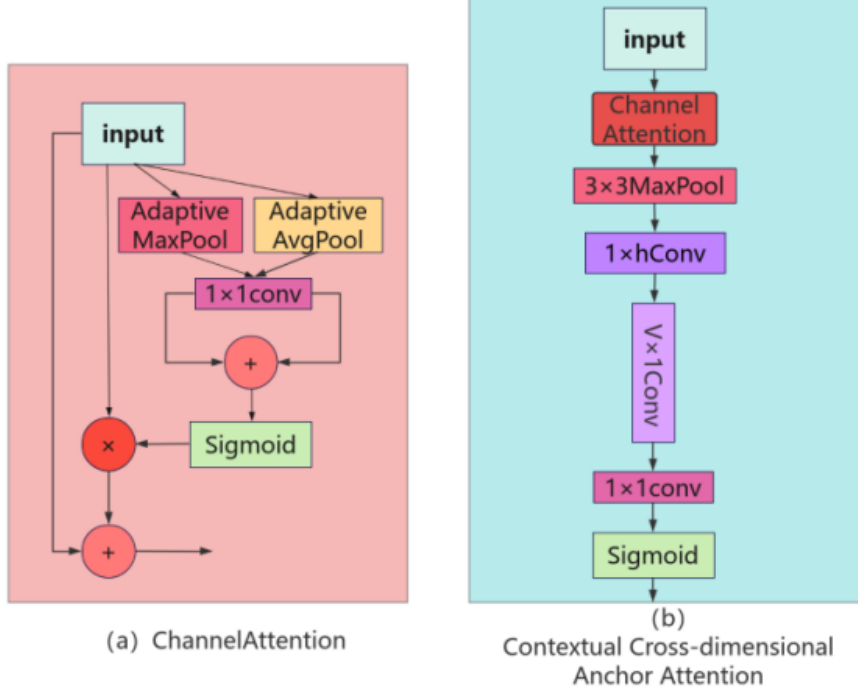 input
Adaptive
MaxPool
Adaptive
AvgPool
1×1conv
+
Sigmoid
×
+
(a) ChannelAttention
input
Channel
Attention
3×3MaxPool
1×hConv
V×1Conv
1×1conv
Sigmoid
(b)
Contextual Cross-dimensional
Anchor Attention